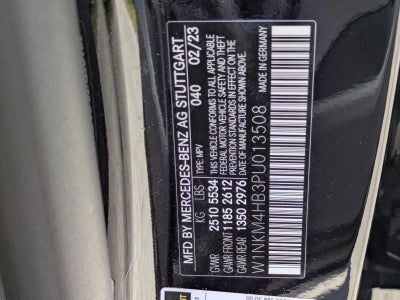 MFD BY MERCEDES-BENZ AG STUTTGART
040 02/23
KG LBS TYPE: MPV
GVWR 2510 5534 THIS VEHICLE CONFORMS TO ALL APPLICABLE
GAWR FRONT 1185 2612 FEDERAL MOTOR VEHICLE SAFETY AND THEFT
PREVENTION STANDARDS IN EFFECT ON THE
GAWR REAR 1350 2976 DATE OF MANUFACTURE SHOWN ABOVE.
W1NKM4HB3PU013508 MADE IN GERMANY